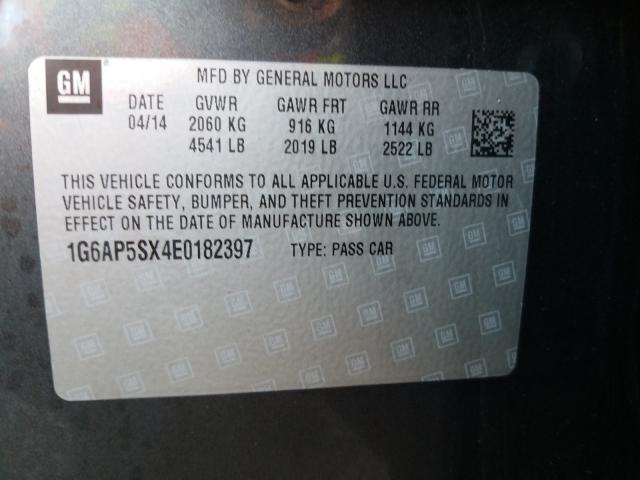 GM
MFD BY GENERAL MOTORS LLC
DATE GVWR GAWR FRT GAWR RR
04/14 2060 KG 916 KG 1144 KG
4541 LB 2019 LB 2522 LB
THIS VEHICLE CONFORMS TO ALL APPLICABLE U.S. FEDERAL MOTOR
VEHICLE SAFETY, BUMPER, AND THEFT PREVENTION STANDARDS IN
EFFECT ON THE DATE OF MANUFACTURE SHOWN ABOVE.
1G6AP5SX4E0182397 TYPE: PASS CAR